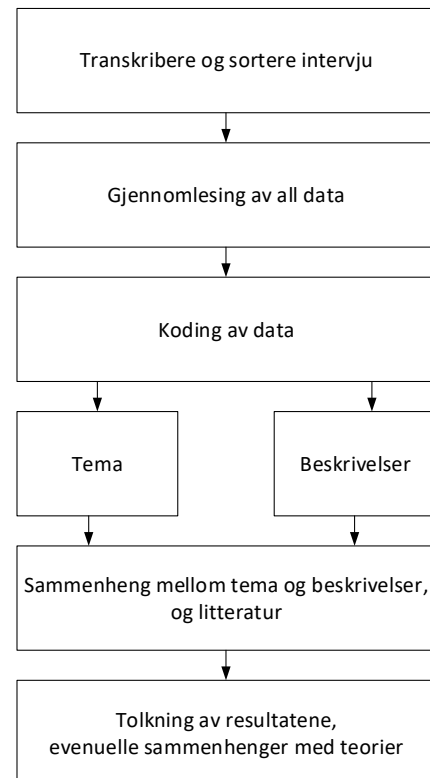 Transkribere og sortere intervju
Gjennomlesing av all data
Koding av data
Tema
Beskrivelser
Sammenheng mellom tema og beskrivelser,
og litteratur
Tolkning av resultatene,
evenuelle sammenhenger med teorier